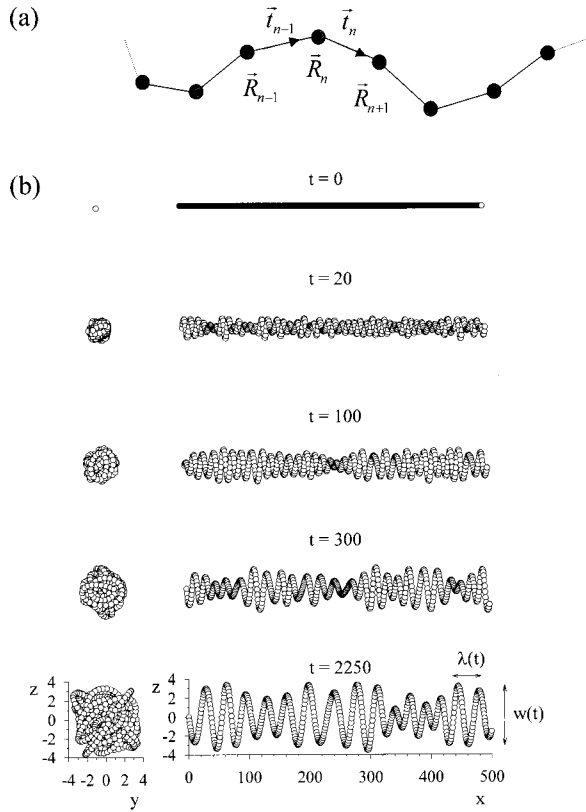 (a)
t⃗ₙ₋₁ t⃗ₙ
R⃗ₙ₋₁ R⃗ₙ R⃗ₙ₊₁
(b)
t = 0
t = 20
t = 100
t = 300
t = 2250
λ(t)
w(t)
z 4 2 0 -2 -4
-4 -2 0 2 4
y
z 4 2 0 -2 -4
0 100 200 300 400 500
x